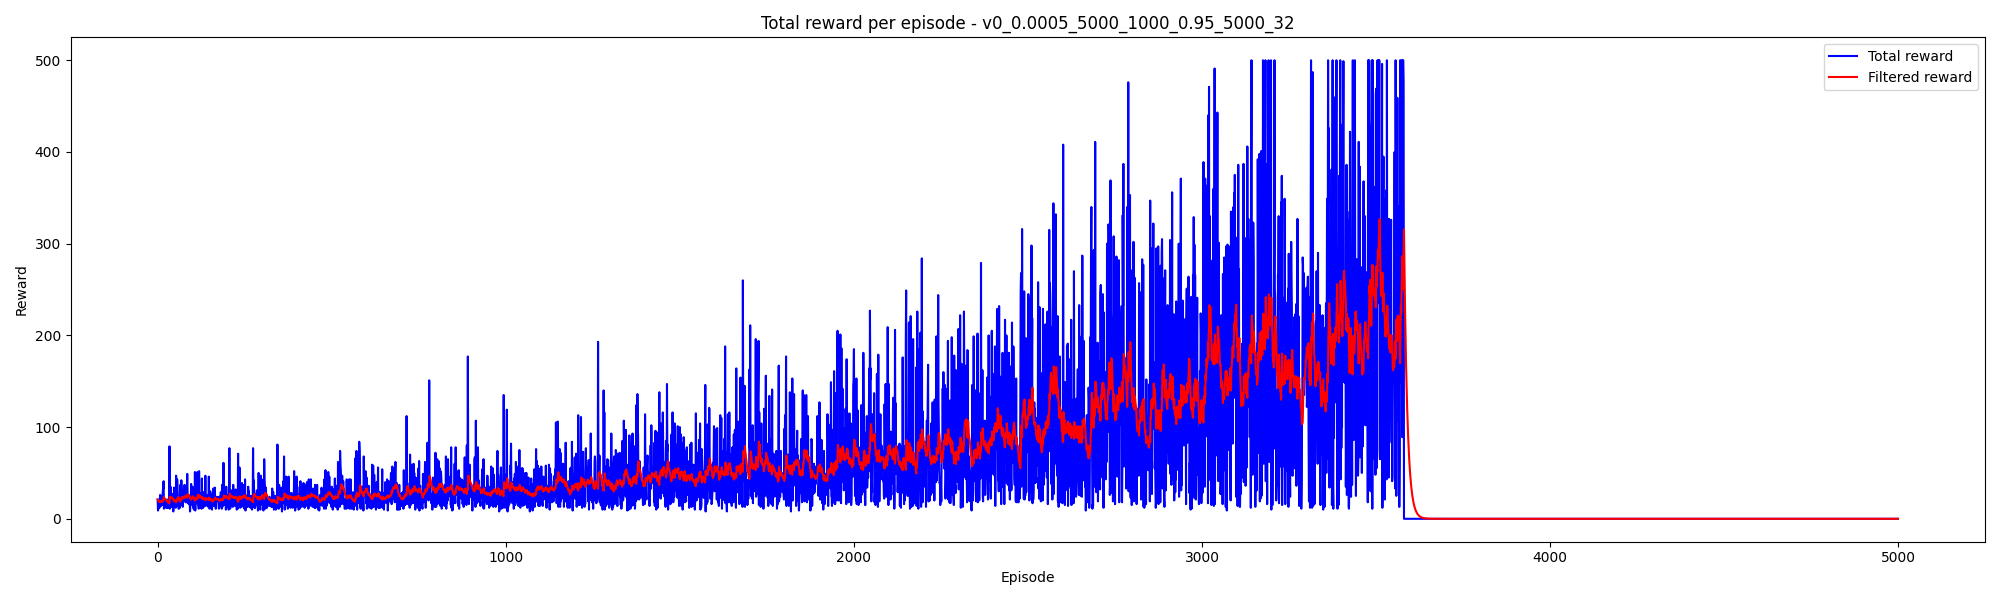 Total reward per episode - v0_0.0005_5000_1000_0.95_5000_32
Total reward
Filtered reward
Reward
500
400
300
200
100
0
0 1000 2000 3000 4000 5000
Episode